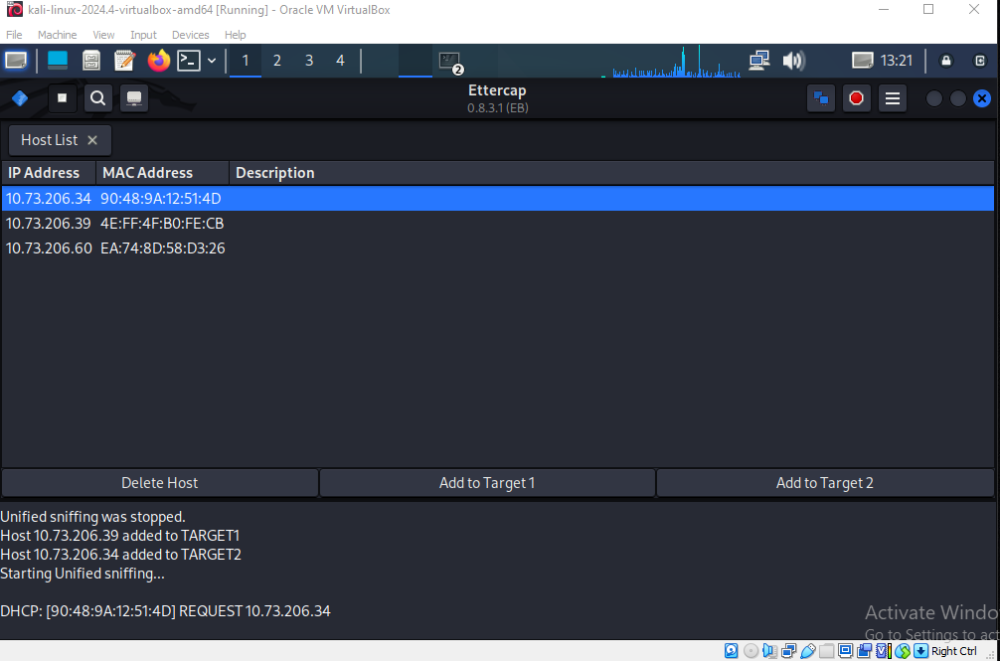 kali-linux-2024.4-virtualbox-amd64 [Running] - Oracle VM VirtualBox
File Machine View Input Devices Help
1 2 3 4 2 13:21
Ettercap
0.8.3.1 (EB)
Host List
IP Address MAC Address Description
10.73.206.34 90:48:9A:12:51:4D
10.73.206.39 4E:FF:4F:B0:FE:CB
10.73.206.60 EA:74:8D:58:D3:26
Delete Host Add to Target 1 Add to Target 2
Unified sniffing was stopped.
Host 10.73.206.39 added to TARGET1
Host 10.73.206.34 added to TARGET2
Starting Unified sniffing...
DHCP: [90:48:9A:12:51:4D] REQUEST 10.73.206.34
Activate Windo
Go to Settings to act
Right Ctrl